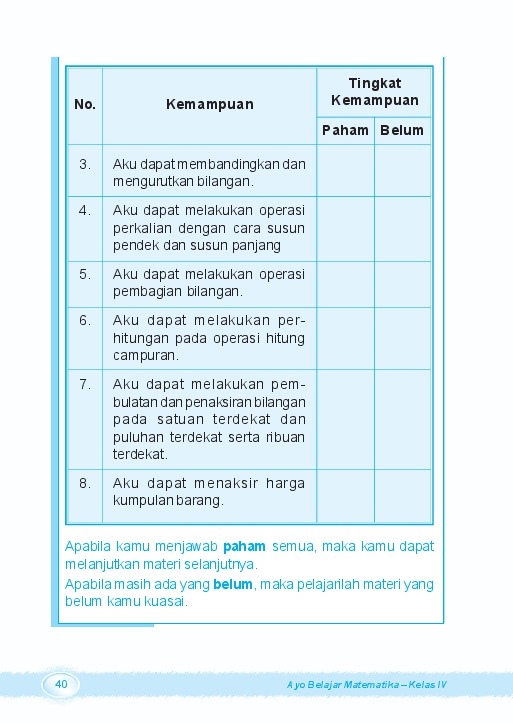 No.
Kemampuan
Tingkat
Kemampuan
Paham Belum
3. Aku dapat membandingkan dan
mengurutkan bilangan.
4. Aku dapat melakukan operasi
perkalian dengan cara susun
pendek dan susun panjang
5. Aku dapat melakukan operasi
pembagian bilangan.
6. Aku dapat melakukan per-
hitungan pada operasi hitung
campuran.
7. Aku dapat melakukan pem-
bulatan dan penaksiran bilangan
pada satuan terdekat dan
puluhan terdekat serta ribuan
terdekat.
8. Aku dapat menaksir harga
kumpulan barang.
Apabila kamu menjawab paham semua, maka kamu dapat
melanjutkan materi selanjutnya.
Apabila masih ada yang belum, maka pelajarilah materi yang
belum kamu kuasai.
40
Ayo Belajar Matematika – Kelas IV